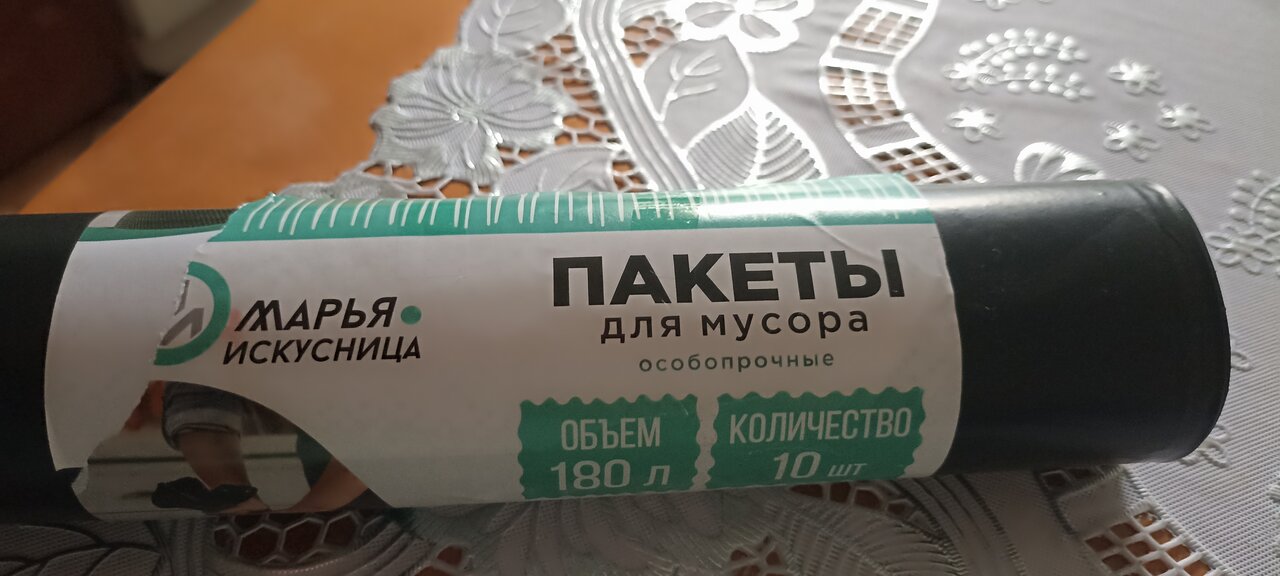 МАРЬЯ
ИСКУСНИЦА
ПАКЕТЫ
для мусора
особопрочные
ОБЪЕМ
180 л
КОЛИЧЕСТВО
10 шт